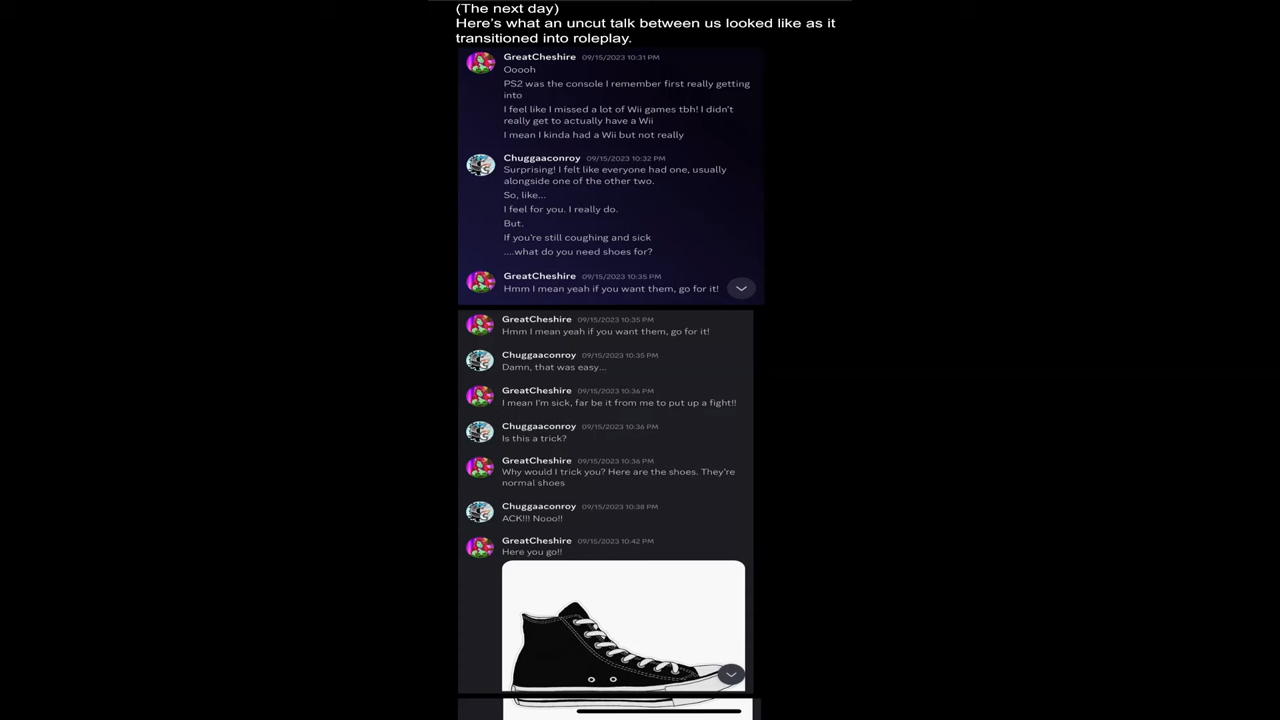 (The next day)
Here's what an uncut talk between us looked like as it
transitioned into roleplay.
GreatCheshire 09/15/2023 10:31 PM
Ooooh
PS2 was the console I remember first really getting
into
I feel like I missed a lot of Wii games tbh! I didn't
really get to actually have a Wii
I mean I kinda had a Wii but not really
Chuggaaconroy 09/15/2023 10:32 PM
Surprising! I felt like everyone had one, usually
alongside one of the other two.
So, like...
I feel for you. I really do.
But.
If you're still coughing and sick
....what do you need shoes for?
GreatCheshire 09/15/2023 10:35 PM
Hmm I mean yeah if you want them, go for it!
GreatCheshire 09/15/2023 10:35 PM
Hmm I mean yeah if you want them, go for it!
Chuggaaconroy 09/15/2023 10:35 PM
Damn, that was easy...
GreatCheshire 09/15/2023 10:36 PM
I mean I'm sick, far be it from me to put up a fight!!
Chuggaaconroy 09/15/2023 10:36 PM
Is this a trick?
GreatCheshire 09/15/2023 10:36 PM
Why would I trick you? Here are the shoes. They're
normal shoes
Chuggaaconroy 09/15/2023 10:38 PM
ACK!!! Nooo!!
GreatCheshire 09/15/2023 10:42 PM
Here you go!!